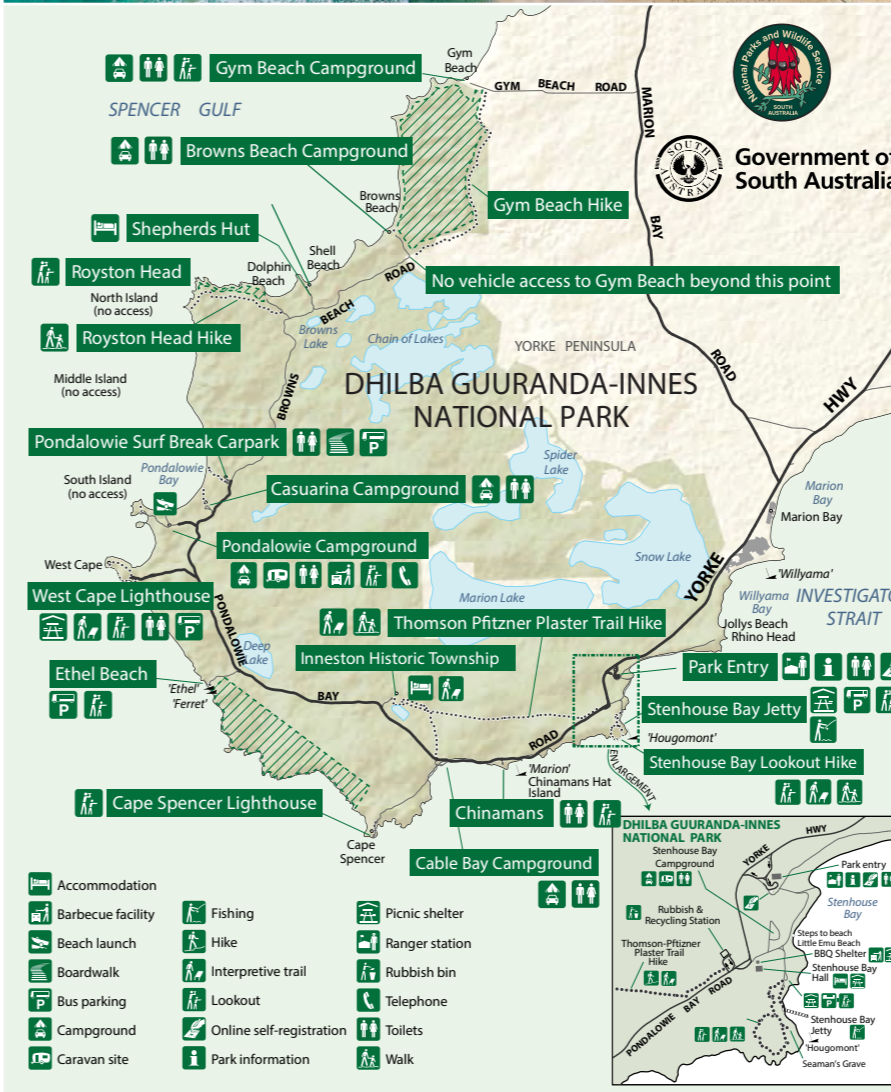 Gym
Beach
Gym Beach Campground
GYM BEACH ROAD
MARION
BAY
ROAD
National Parks and Wildlife Service
SOUTH
AUSTRALIA
SPENCER GULF
SOUTH
AUSTRALIA
Government of
South Australia
Browns Beach Campground
Browns
Beach
Gym Beach Hike
Shepherds Hut
Shell
Beach
Dolphin
Beach
BROWNS
BEACH
ROAD
No vehicle access to Gym Beach beyond this point
Royston Head
North Island
(no access)
Royston Head Hike
Browns
Lake
Chain of Lakes
YORKE PENINSULA
Middle Island
(no access)
DHILBA GUURANDA-INNES
NATIONAL PARK
HWY
YORKE
Pondalowie Surf Break Carpark
P
Pondalowie
Bay
South Island
(no access)
Spider
Lake
Casuarina Campground
Marion
Bay
Marion Bay
Pondalowie Campground
Snow Lake
West Cape
'Willyama'
West Cape Lighthouse
P
Marion Lake
Willyama
Bay
INVESTIGATO
STRAIT
Thomson Pfitzner Plaster Trail Hike
Jollys Beach
Rhino Head
PONDALOWIE
BAY
ROAD
Deep
Lake
Inneston Historic Township
Park Entry
i
Ethel Beach
P
'Ethel'
'Ferret'
Stenhouse Bay Jetty
P
'Hougomont'
Stenhouse Bay Lookout Hike
ENLARGEMENT
'Marion'
Chinamans Hat
Island
Cape Spencer Lighthouse
Chinamans
Cape
Spencer
Cable Bay Campground
Accommodation
Barbecue facility
Beach launch
Boardwalk
P
Bus parking
Campground
Caravan site
Fishing
Hike
Interpretive trail
Lookout
Online self-registration
i
Park information
Picnic shelter
Ranger station
Rubbish bin
Telephone
Toilets
Walk
DHILBA GUURANDA-INNES
NATIONAL PARK
HWY
YORKE
Stenhouse Bay
Campground
Park entry
i
Stenhouse
Bay
Rubbish &
Recycling Station
Steps to beach
Little Emu Beach
BBQ Shelter
Thomson-Pftizner
Plaster Trail
Hike
Stenhouse Bay
Hall
P
PONDALOWIE BAY ROAD
Stenhouse Bay
Jetty
'Hougomont'
Seaman's Grave